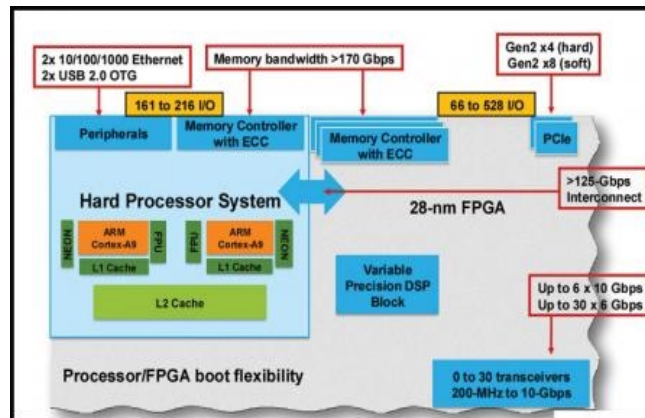 2x 10/100/1000 Ethernet
2x USB 2.0 OTG
Memory bandwidth >170 Gbps
Gen2 x4 (hard)
Gen2 x8 (soft)
161 to 216 I/O
66 to 528 I/O
Peripherals
Memory Controller
with ECC
Memory Controller
with ECC
PCIe
Hard Processor System
28-nm FPGA
>125-Gbps
Interconnect
NEON
ARM
Cortex-A9
FPU
L1 Cache
FPU
ARM
Cortex-A9
NEON
L1 Cache
L2 Cache
Variable
Precision DSP
Block
Up to 6 x 10 Gbps
Up to 30 x 6 Gbps
Processor/FPGA boot flexibility
0 to 30 transceivers
200-MHz to 10-Gbps